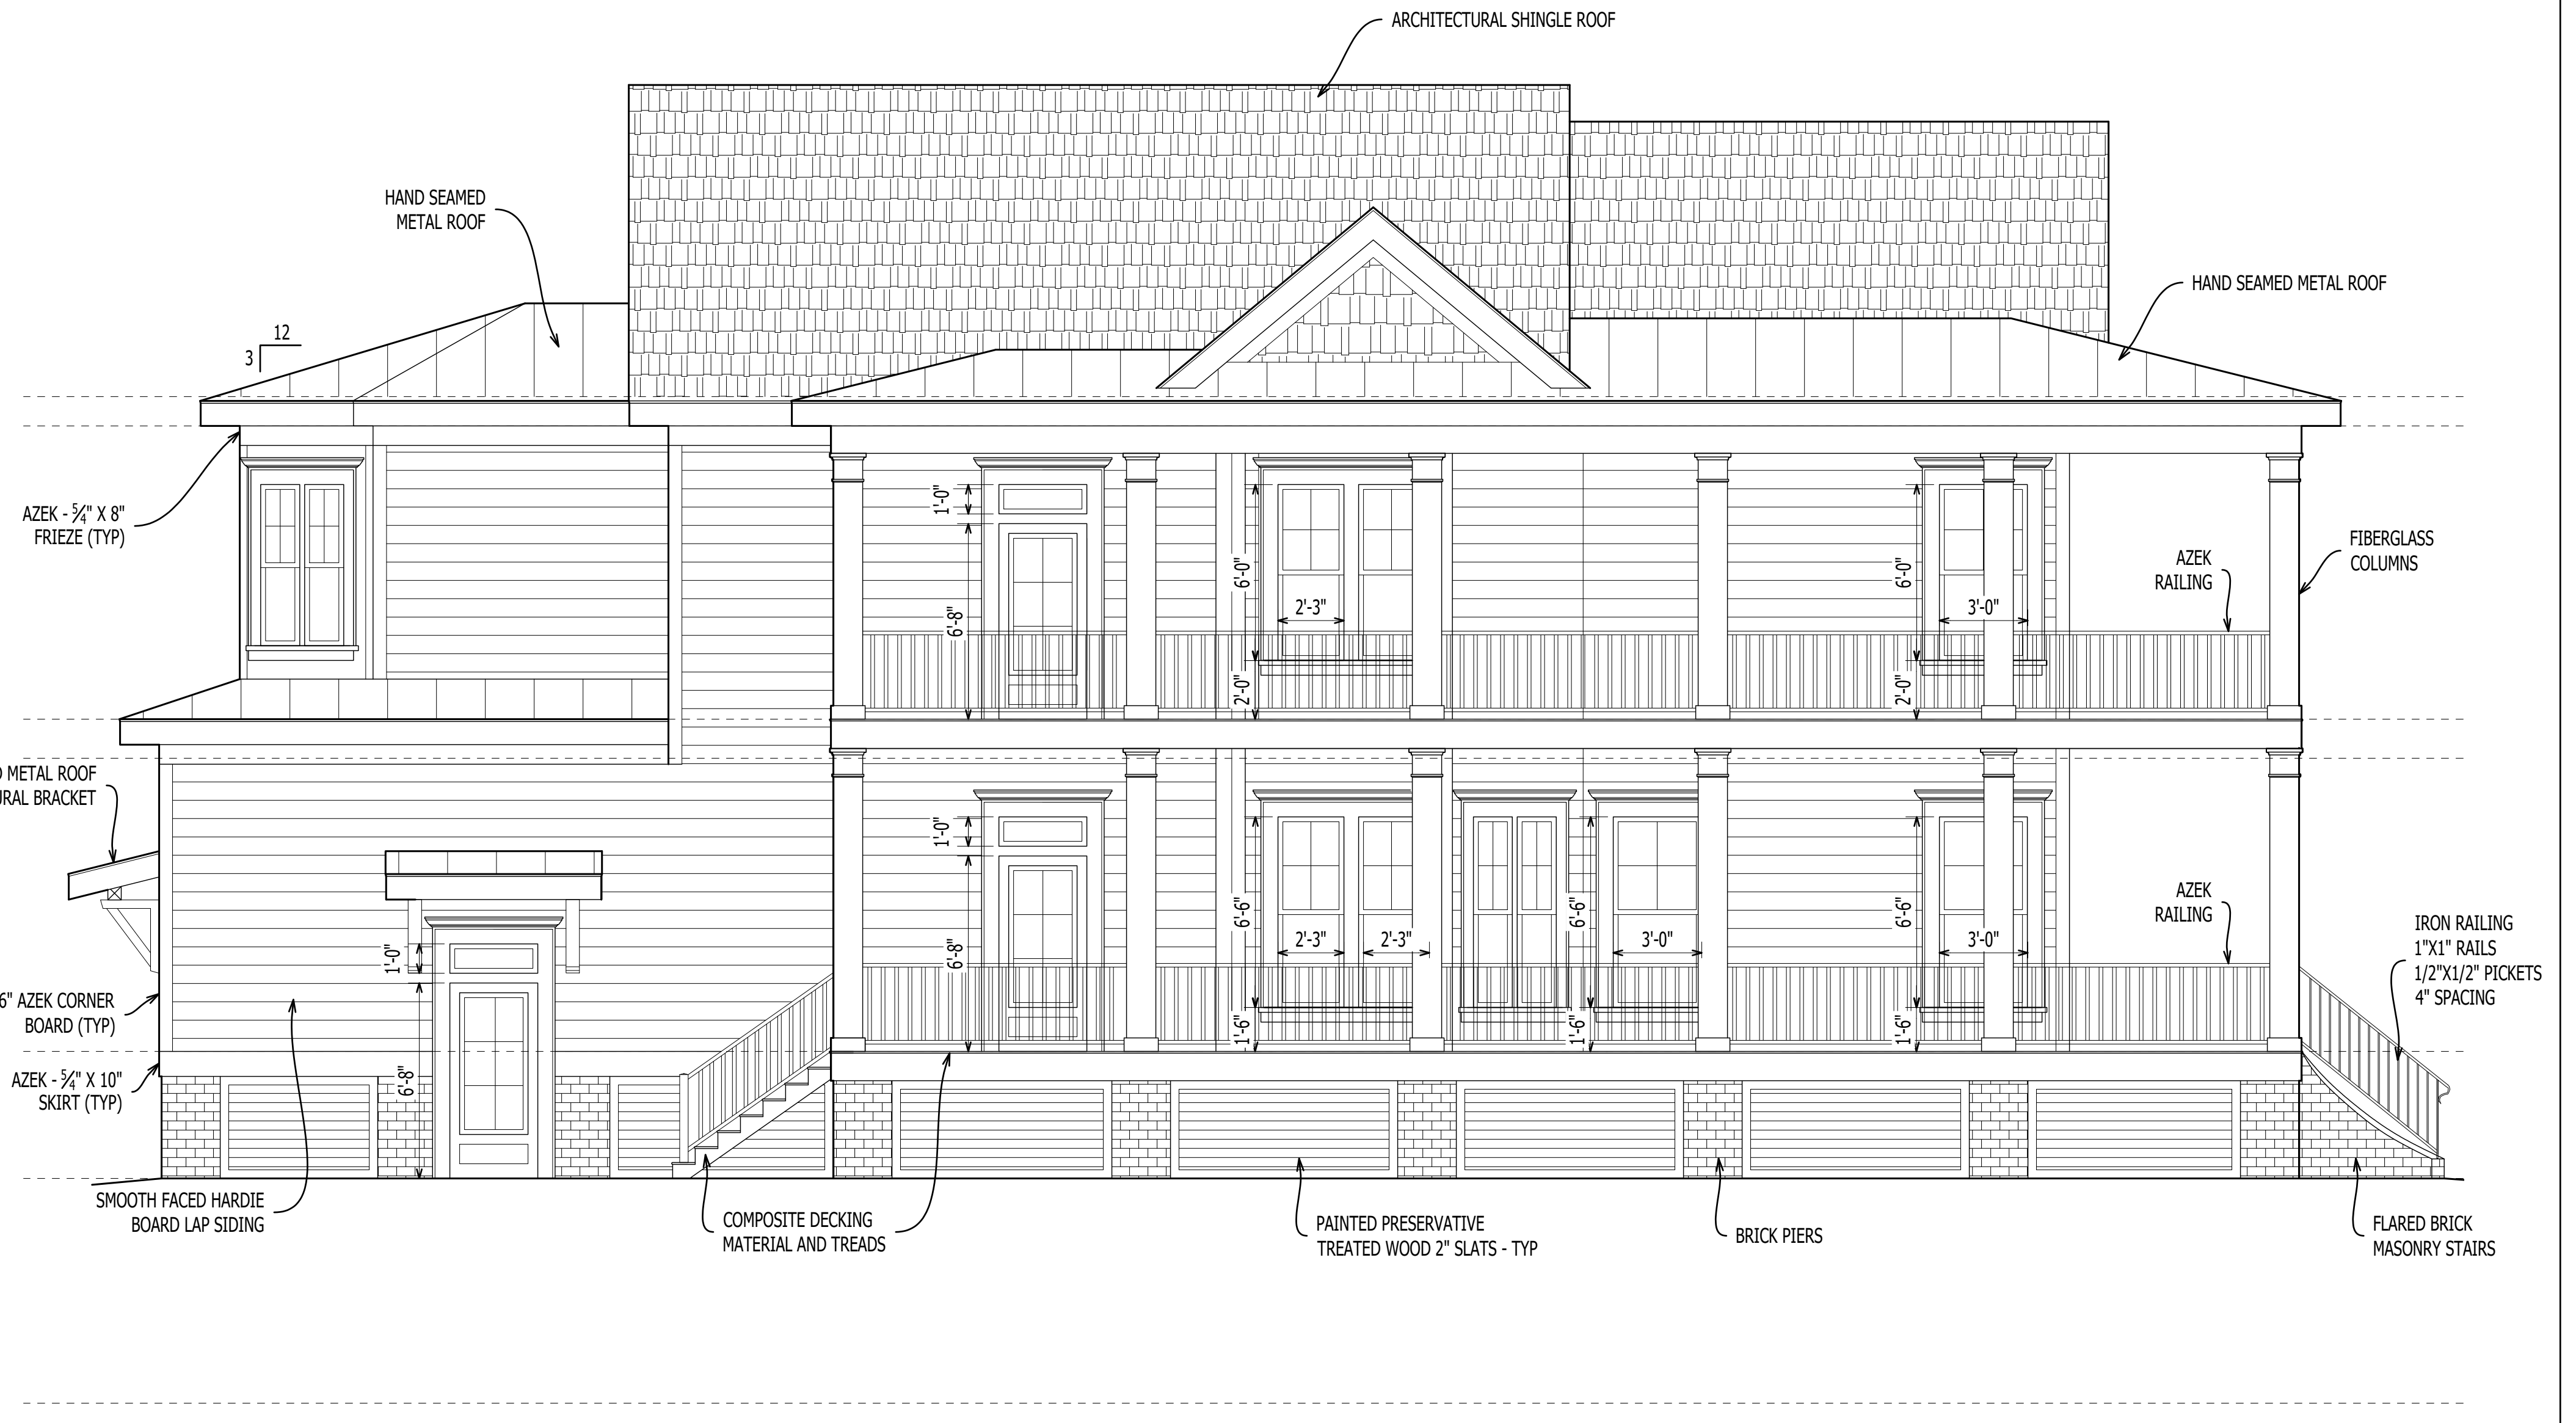 ARCHITECTURAL SHINGLE ROOF
HAND SEAMED
METAL ROOF
HAND SEAMED METAL ROOF
12
3
AZEK - 5/4" X 8"
FRIEZE (TYP)
1'-0"
6'-8"
6'-0"
2'-3"
2'-0"
6'-0"
3'-0"
2'-0"
AZEK
RAILING
FIBERGLASS
COLUMNS
METAL ROOF
URAL BRACKET
1'-0"
6'-8"
6'-6"
2'-3"
2'-3"
1'-6"
6'-6"
3'-0"
1'-6"
6'-6"
3'-0"
1'-6"
AZEK
RAILING
IRON RAILING
1"X1" RAILS
1/2"X1/2" PICKETS
4" SPACING
1'-0"
6'-8"
6" AZEK CORNER
BOARD (TYP)
AZEK - 5/4" X 10"
SKIRT (TYP)
SMOOTH FACED HARDIE
BOARD LAP SIDING
COMPOSITE DECKING
MATERIAL AND TREADS
PAINTED PRESERVATIVE
TREATED WOOD 2" SLATS - TYP
BRICK PIERS
FLARED BRICK
MASONRY STAIRS